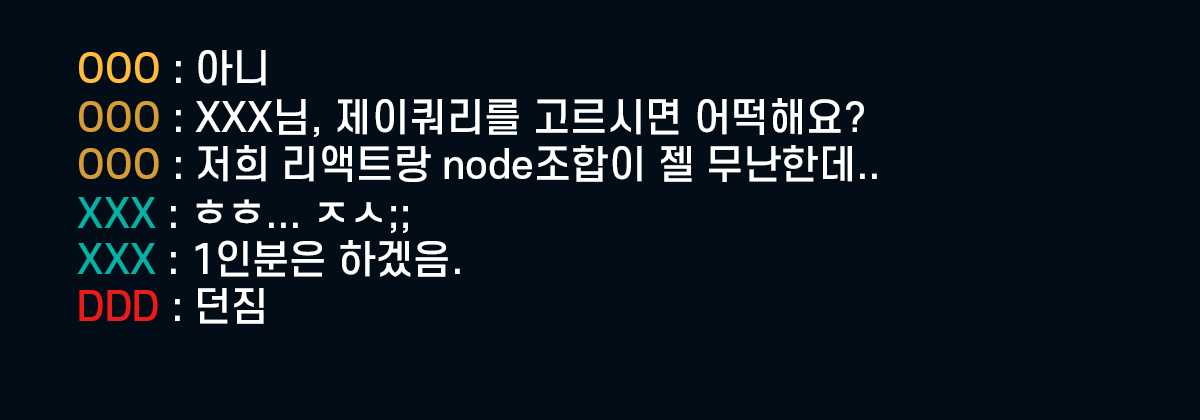 OOO : 아니
OOO : XXX님, 제이쿼리를 고르시면 어떡해요?
OOO : 저희 리액트랑 node조합이 젤 무난한데..
XXX : ㅎㅎ... ㅈㅅ;;
XXX : 1인분은 하겠음.
DDD : 던짐